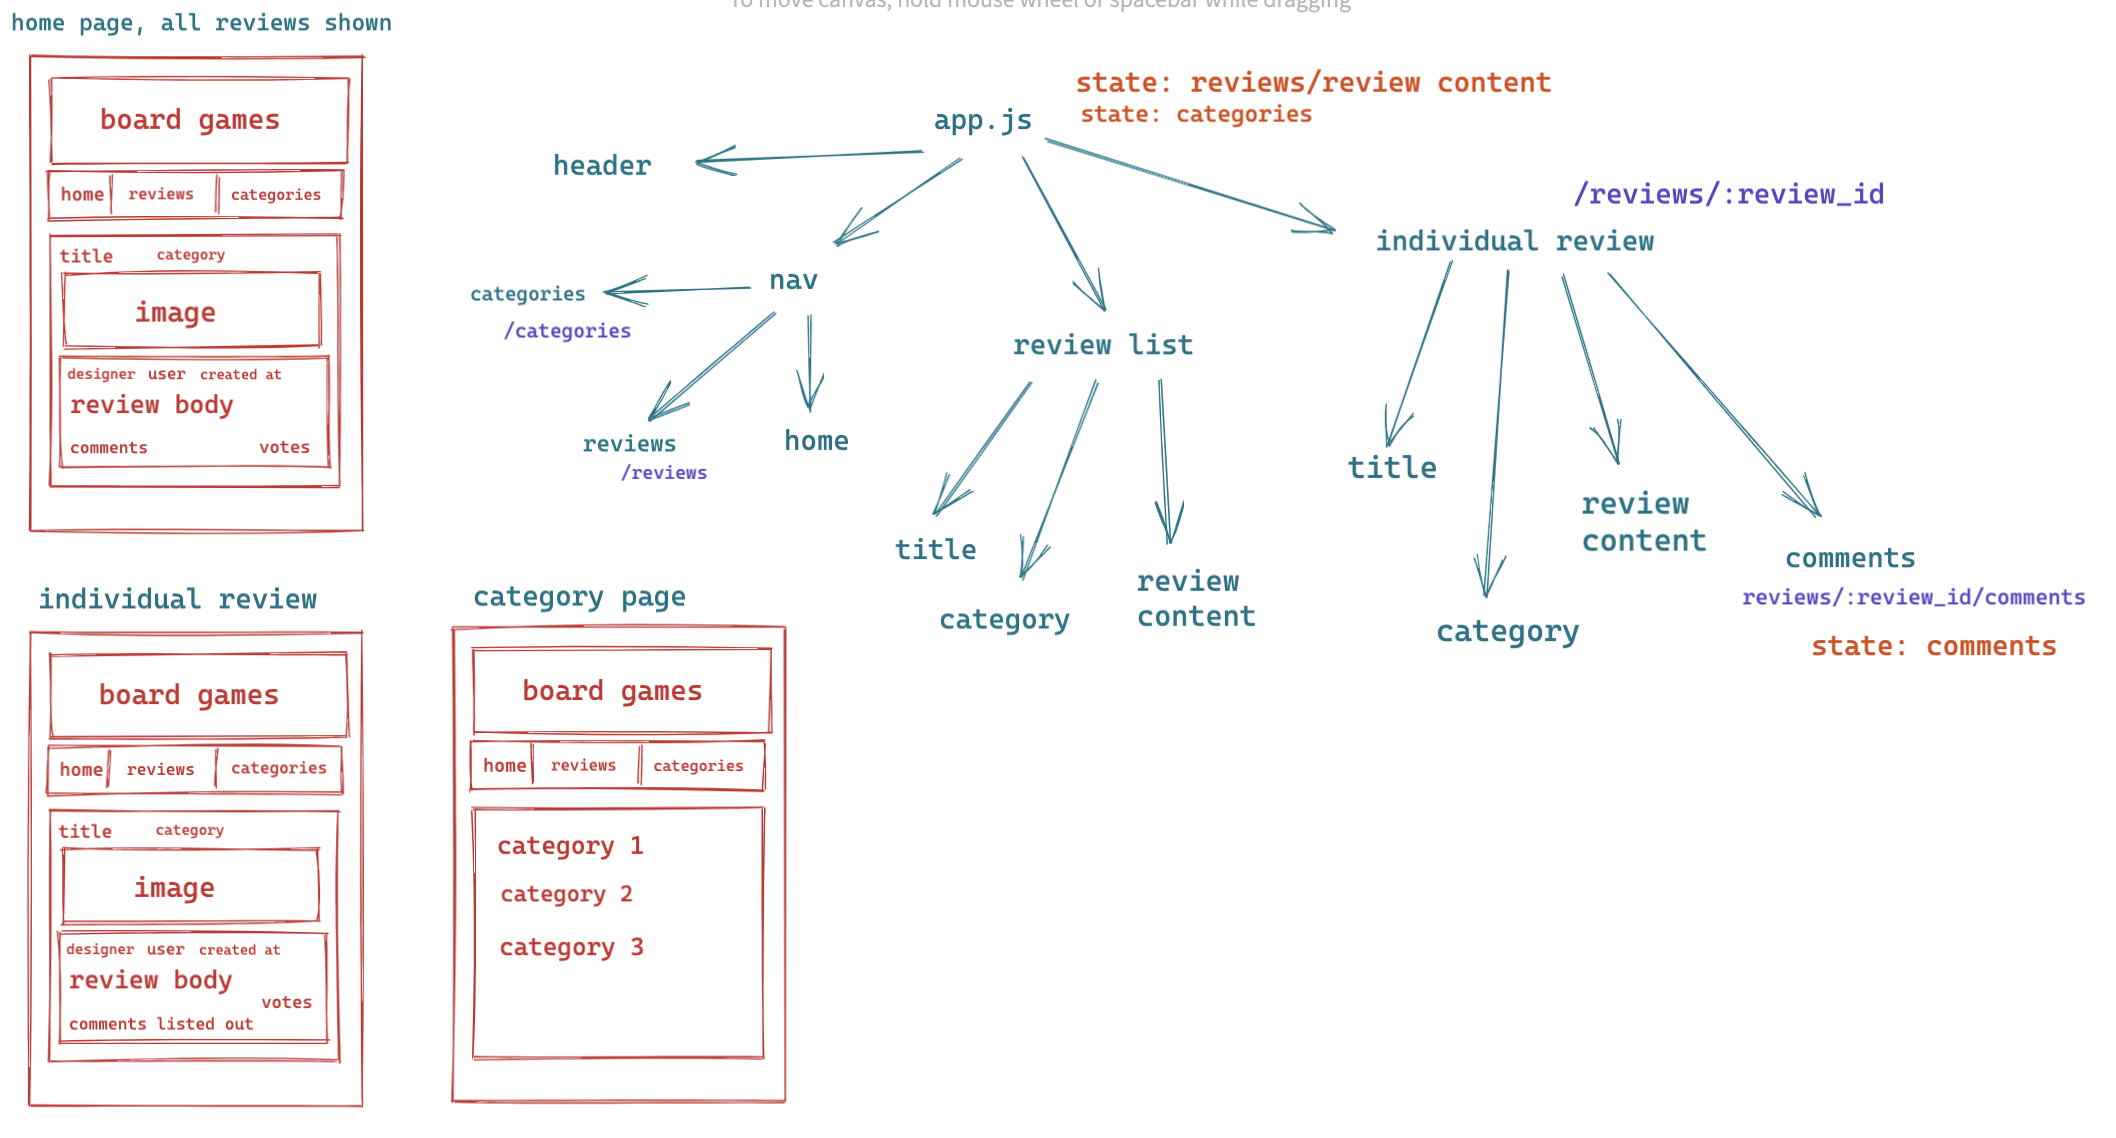 To move canvas, hold mouse wheel or spacebar while dragging
home page, all reviews shown
board games
home
reviews
categories
title
category
image
designer
user
created at
review body
comments
votes
individual review
board games
home
reviews
categories
title
category
image
designer
user
created at
review body
votes
comments listed out
category page
board games
home
reviews
categories
category 1
category 2
category 3
state: reviews/review content
state: categories
app.js
header
nav
categories
/categories
reviews
/reviews
home
review list
title
category
review
content
/reviews/:review_id
individual review
title
category
review
content
comments
reviews/:review_id/comments
state: comments